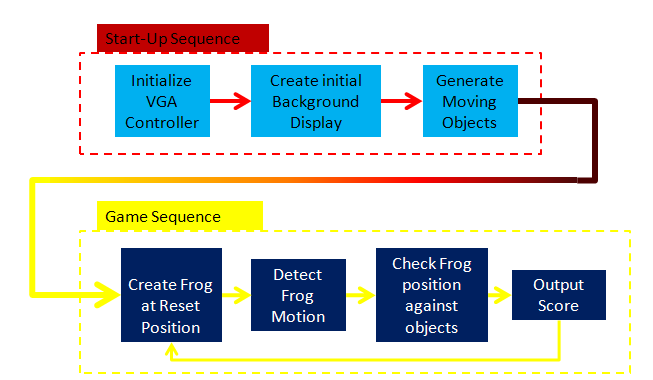 Start-Up Sequence
Initialize
VGA
Controller
Create initial
Background
Display
Generate
Moving
Objects
Game Sequence
Create Frog
at Reset
Position
Detect
Frog
Motion
Check Frog
position
against
objects
Output
Score